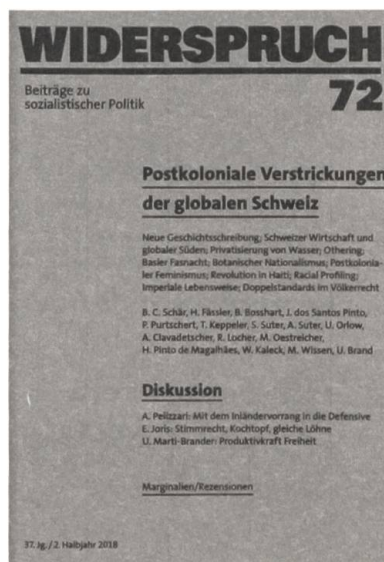 WIDERSPRUCH
72
Beiträge zu
sozialistischer Politik
Postkoloniale Verstrickungen
der globalen Schweiz
Neue Geschichtsschreibung; Schweizer Wirtschaft und
globaler Süden; Privatisierung von Wasser; Othering;
Basler Fasnacht; Botanischer Nationalismus; Postkolonia-
ler Feminismus; Revolution in Haiti; Racial Profiling;
Imperiale Lebensweise; Doppelstandards im Völkerrecht
B. C. Schär, H. Fässler, B. Bosshart, J. dos Santos Pinto,
P. Purtschert, T. Keppeler, S. Suter, A. Suter, U. Orlow,
A. Clavadetscher, R. Locher, M. Oestreicher,
H. Pinto de Magalhães, W. Kaleck, M. Wissen, U. Brand
Diskussion
A. Pelizzari: Mit dem Inländervorrang in die Defensive
E. Joris: Stimmrecht, Kochtopf, gleiche Löhne
U. Marti-Brander: Produktivkraft Freiheit
Marginalien/Rezensionen
37. Jg./2. Halbjahr 2018